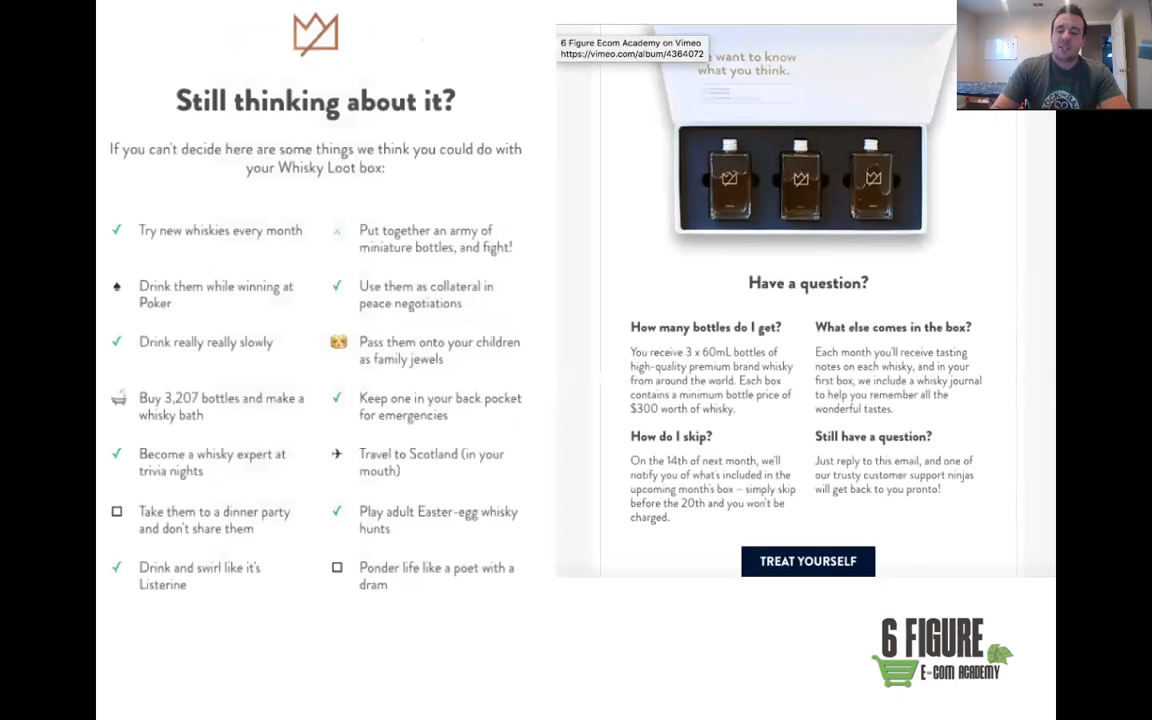 Still thinking about it?
If you can't decide here are some things we think you could do with
your Whisky Loot box:
Try new whiskies every month
Drink them while winning at
Poker
Drink really really slowly
Buy 3,207 bottles and make a
whisky bath
Become a whisky expert at
trivia nights
Take them to a dinner party
and don't share them
Drink and swirl like it's
Listerine
Put together an army of
miniature bottles, and fight!
Use them as collateral in
peace negotiations
Pass them onto your children
as family jewels
Keep one in your back pocket
for emergencies
Travel to Scotland (in your
mouth)
Play adult Easter-egg whisky
hunts
Ponder life like a poet with a
dram
6 Figure Ecom Academy on Vimeo
https://vimeo.com/album/4364072
want to know
what you think.
Have a question?
How many bottles do I get?
You receive 3 x 60mL bottles of
high-quality premium brand whisky
from around the world. Each box
contains a minimum bottle price of
$300 worth of whisky.
How do I skip?
On the 14th of next month, we'll
notify you of what's included in the
upcoming month's box – simply skip
before the 20th and you won't be
charged.
What else comes in the box?
Each month you'll receive tasting
notes on each whisky, and in your
first box, we include a whisky journal
to help you remember all the
wonderful tastes.
Still have a question?
Just reply to this email, and one of
our trusty customer support ninjas
will get back to you pronto!
TREAT YOURSELF
6 FIGURE
E-COM ACADEMY